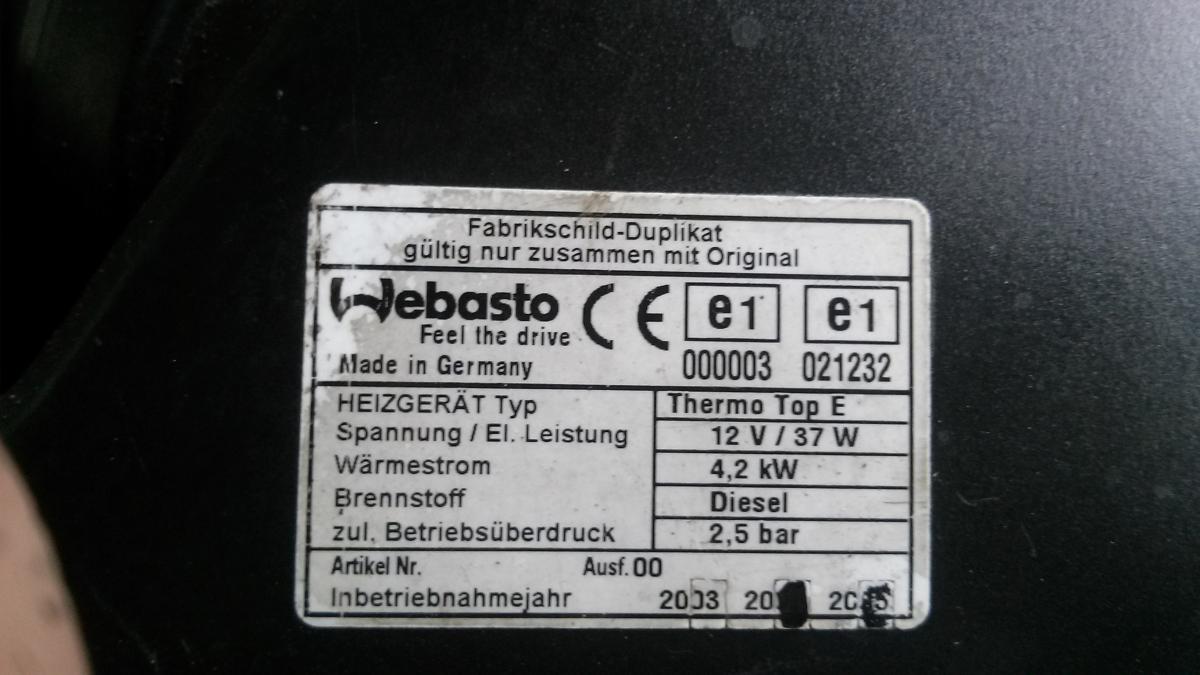 Fabrikschild-Duplikat
gültig nur zusammen mit Original
Webasto CE e1 e1
Feel the drive
Made in Germany 000003 021232
HEIZGERÄT Typ Thermo Top E
Spannung / El. Leistung 12 V / 37 W
Wärmestrom 4,2 kW
Brennstoff Diesel
zul. Betriebsüberdruck 2,5 bar
Artikel Nr. Ausf. 00
Inbetriebnahmejahr 2003